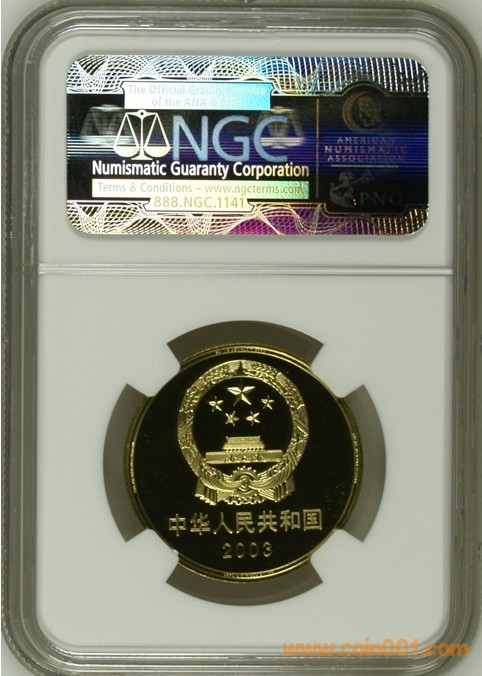 The Official Grading Service
of the ANA & PNG
NGC
Numismatic Guaranty Corporation
Terms & Conditions – www.ngcterms.com
888.NGC.1141
AMERICAN
NUMISMATIC
ASSOCIATION
PNG
中华人民共和国
2003
www.coin001.com